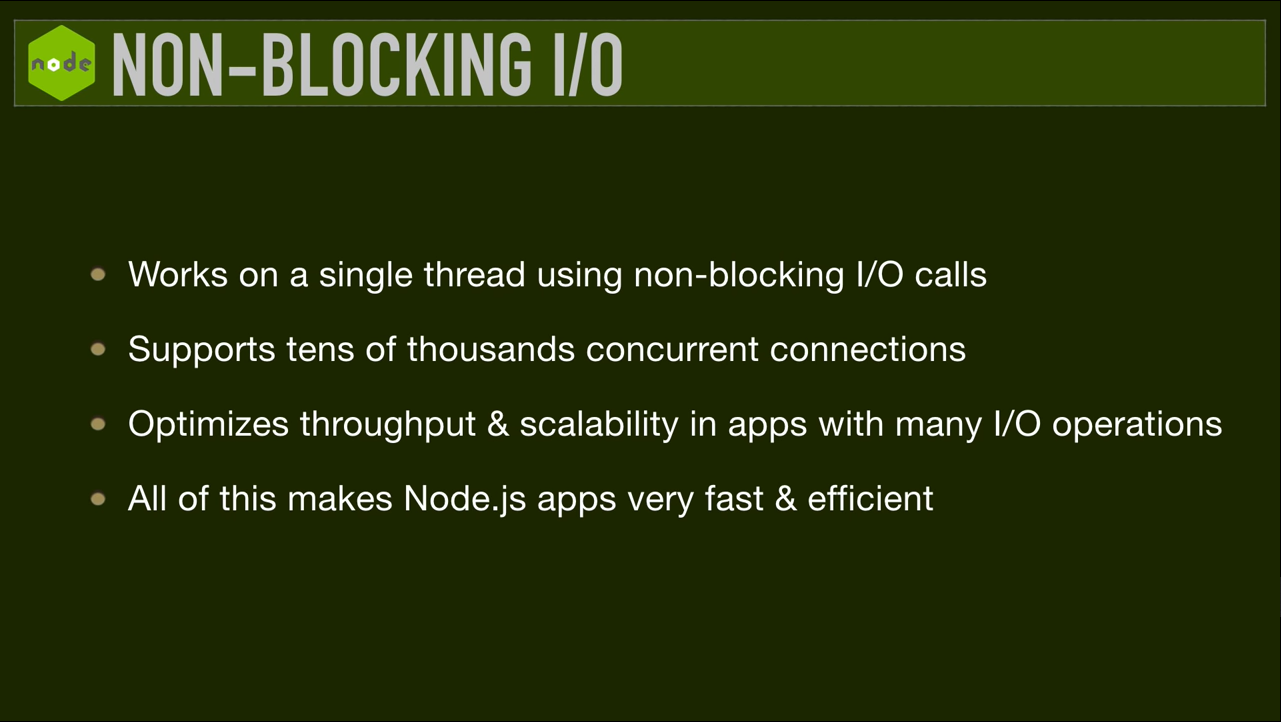 node
NON-BLOCKING I/O
Works on a single thread using non-blocking I/O calls
Supports tens of thousands concurrent connections
Optimizes throughput & scalability in apps with many I/O operations
All of this makes Node.js apps very fast & efficient